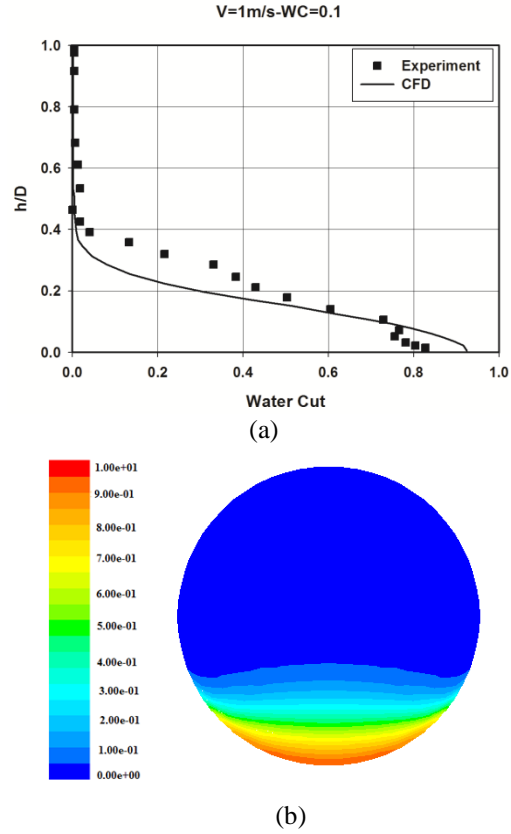 V=1m/s-WC=0.1
1.0
Experiment
CFD
0.8
0.6
h/D
0.4
0.2
0.0
0.0 0.2 0.4 0.6 0.8 1.0
Water Cut
(a)
1.00e+01
9.00e-01
8.00e-01
7.00e-01
6.00e-01
5.00e-01
4.00e-01
3.00e-01
2.00e-01
1.00e-01
0.00e+00
(b)